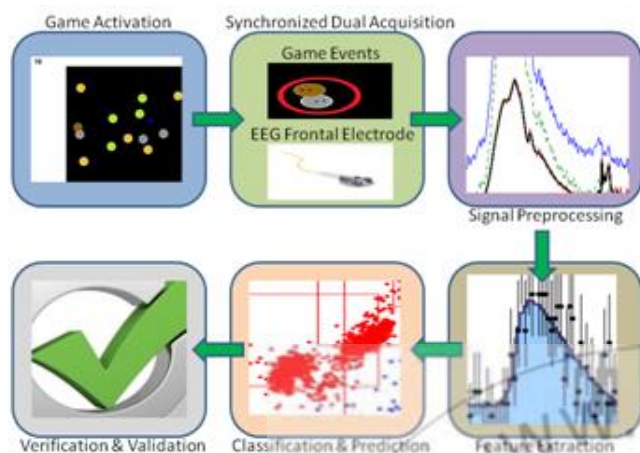 Game Activation
Synchronized Dual Acquisition
Game Events
EEG Frontal Electrode
Signal Preprocessing
Verification & Validation
Classification & Prediction
Feature Extraction